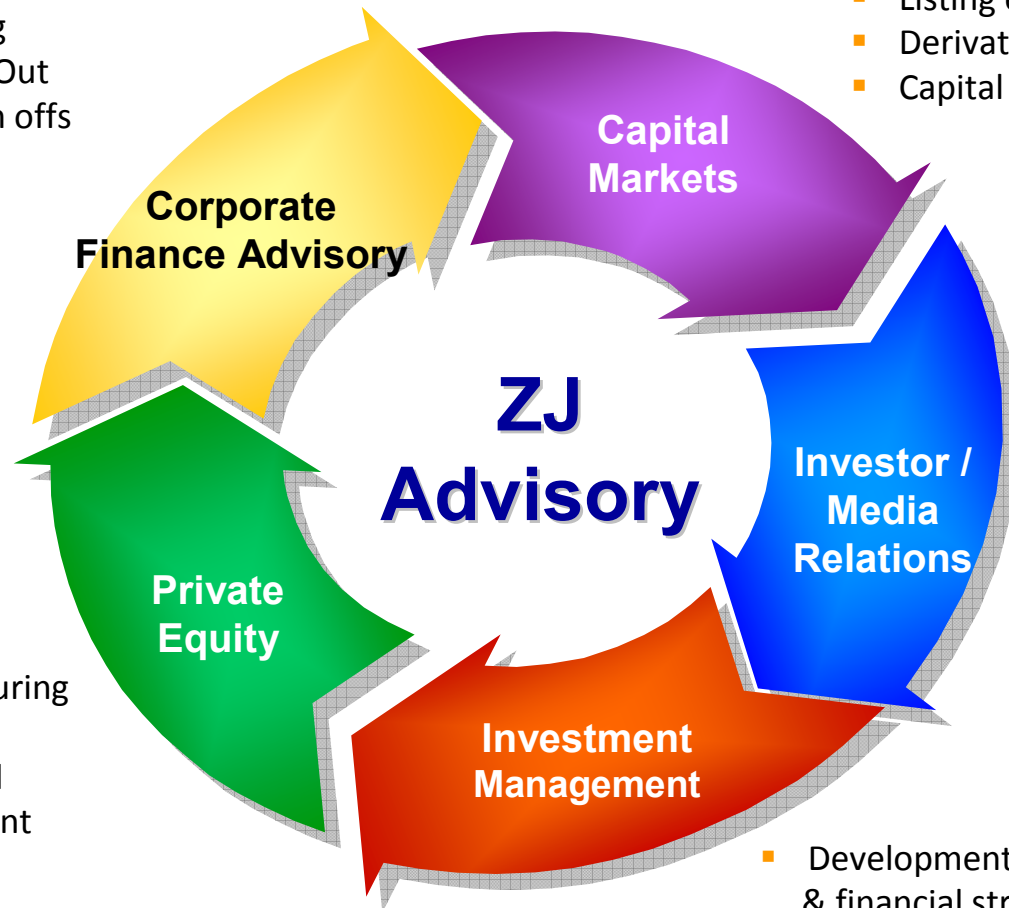 Out
offs
Derivat
Capital
Corporate
Finance Advisory
Capital
Markets
ZJ
Advisory
Investor /
Media
Relations
Private
Equity
uring
Investment
Management
Development
& financial